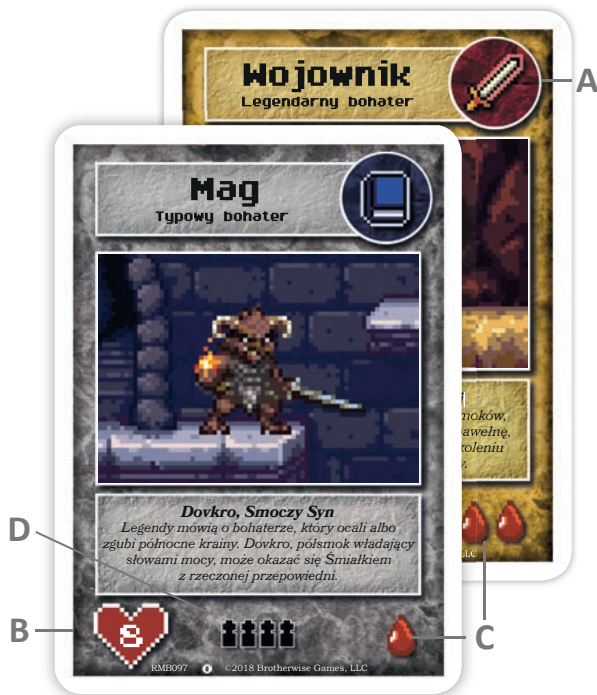 Wojownik
Legendarny bohater
A
Mag
Typowy bohater
moków,
awełnę,
koleniu
Dovkro, Smoczy Syn
Legendy mówią o bohaterze, który ocali albo
zgubi północne krainy. Dovkro, półsmok władający
słowami mocy, może okazać się Śmiałkiem
z rzeczonej przepowiedni.
D
B
8
C
LLC
RMB097 ©2018 Brotherwise Games, LLC